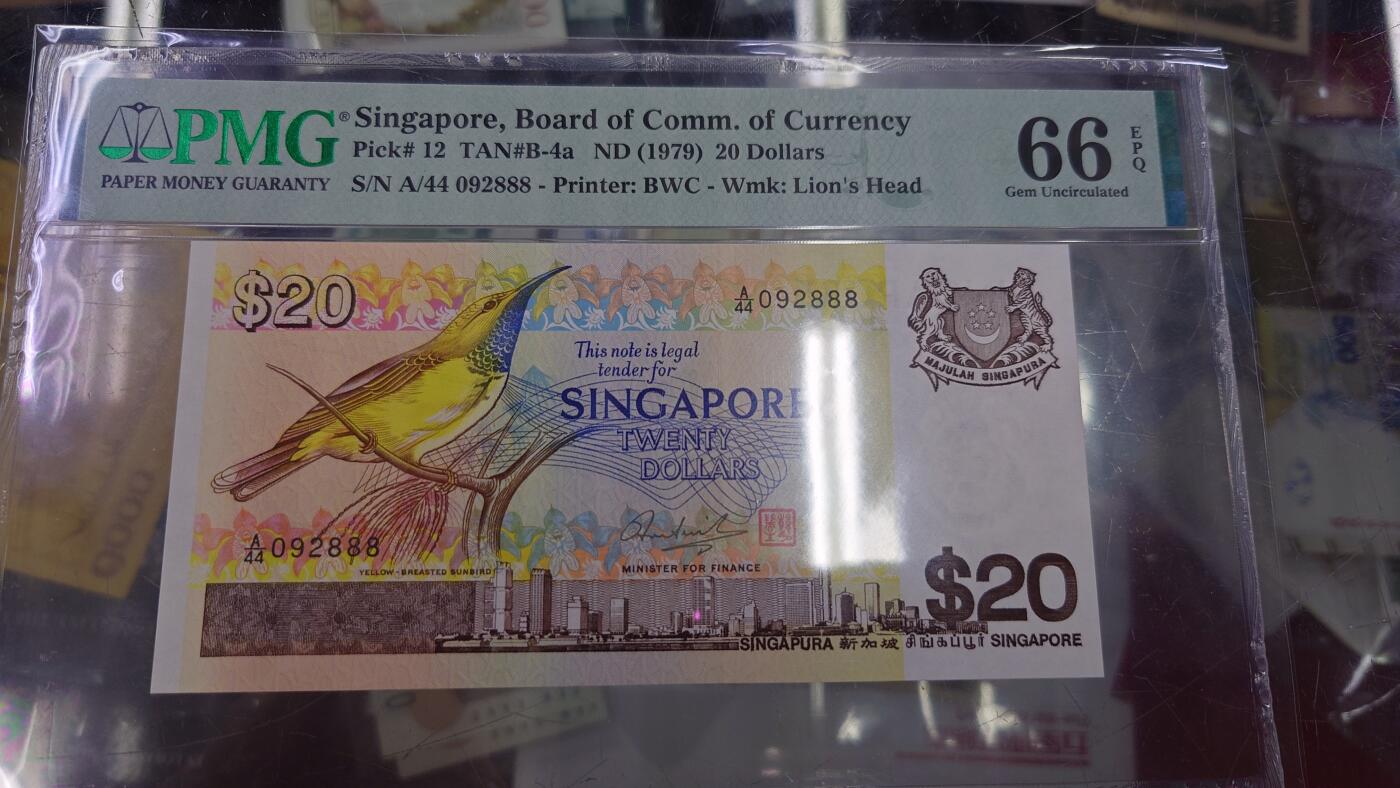 PMG®
PAPER MONEY GUARANTY
Singapore, Board of Comm. of Currency
Pick# 12 TAN#B-4a ND (1979) 20 Dollars
S/N A/44 092888 - Printer: BWC - Wmk: Lion's Head
66
EPQ
Gem Uncirculated
$20
A/44 092888
This note is legal
tender for
SINGAPORE
TWENTY
DOLLARS
MAJULAH SINGAPURA
A/44 092888
YELLOW-BREASTED SUNBIRD
MINISTER FOR FINANCE
$20
SINGAPURA 新加坡 சிங்கப்பூர் SINGAPORE
000